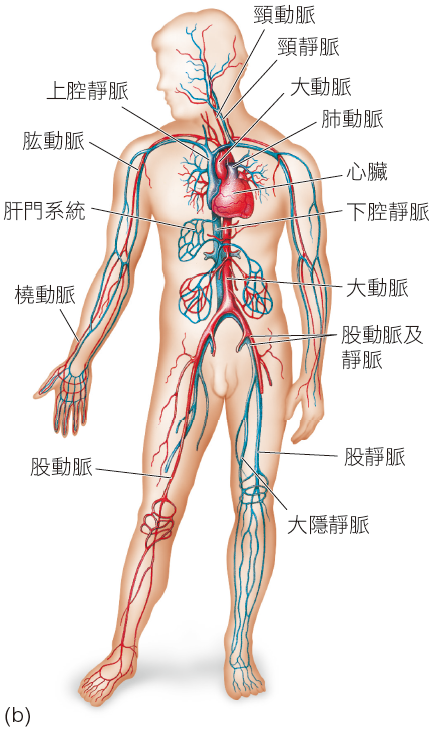 頸動脈
頸靜脈
上腔靜脈
大動脈
肱動脈
肺動脈
心臟
肝門系統
下腔靜脈
橈動脈
大動脈
股動脈及
靜脈
股動脈
股靜脈
大隱靜脈
(b)